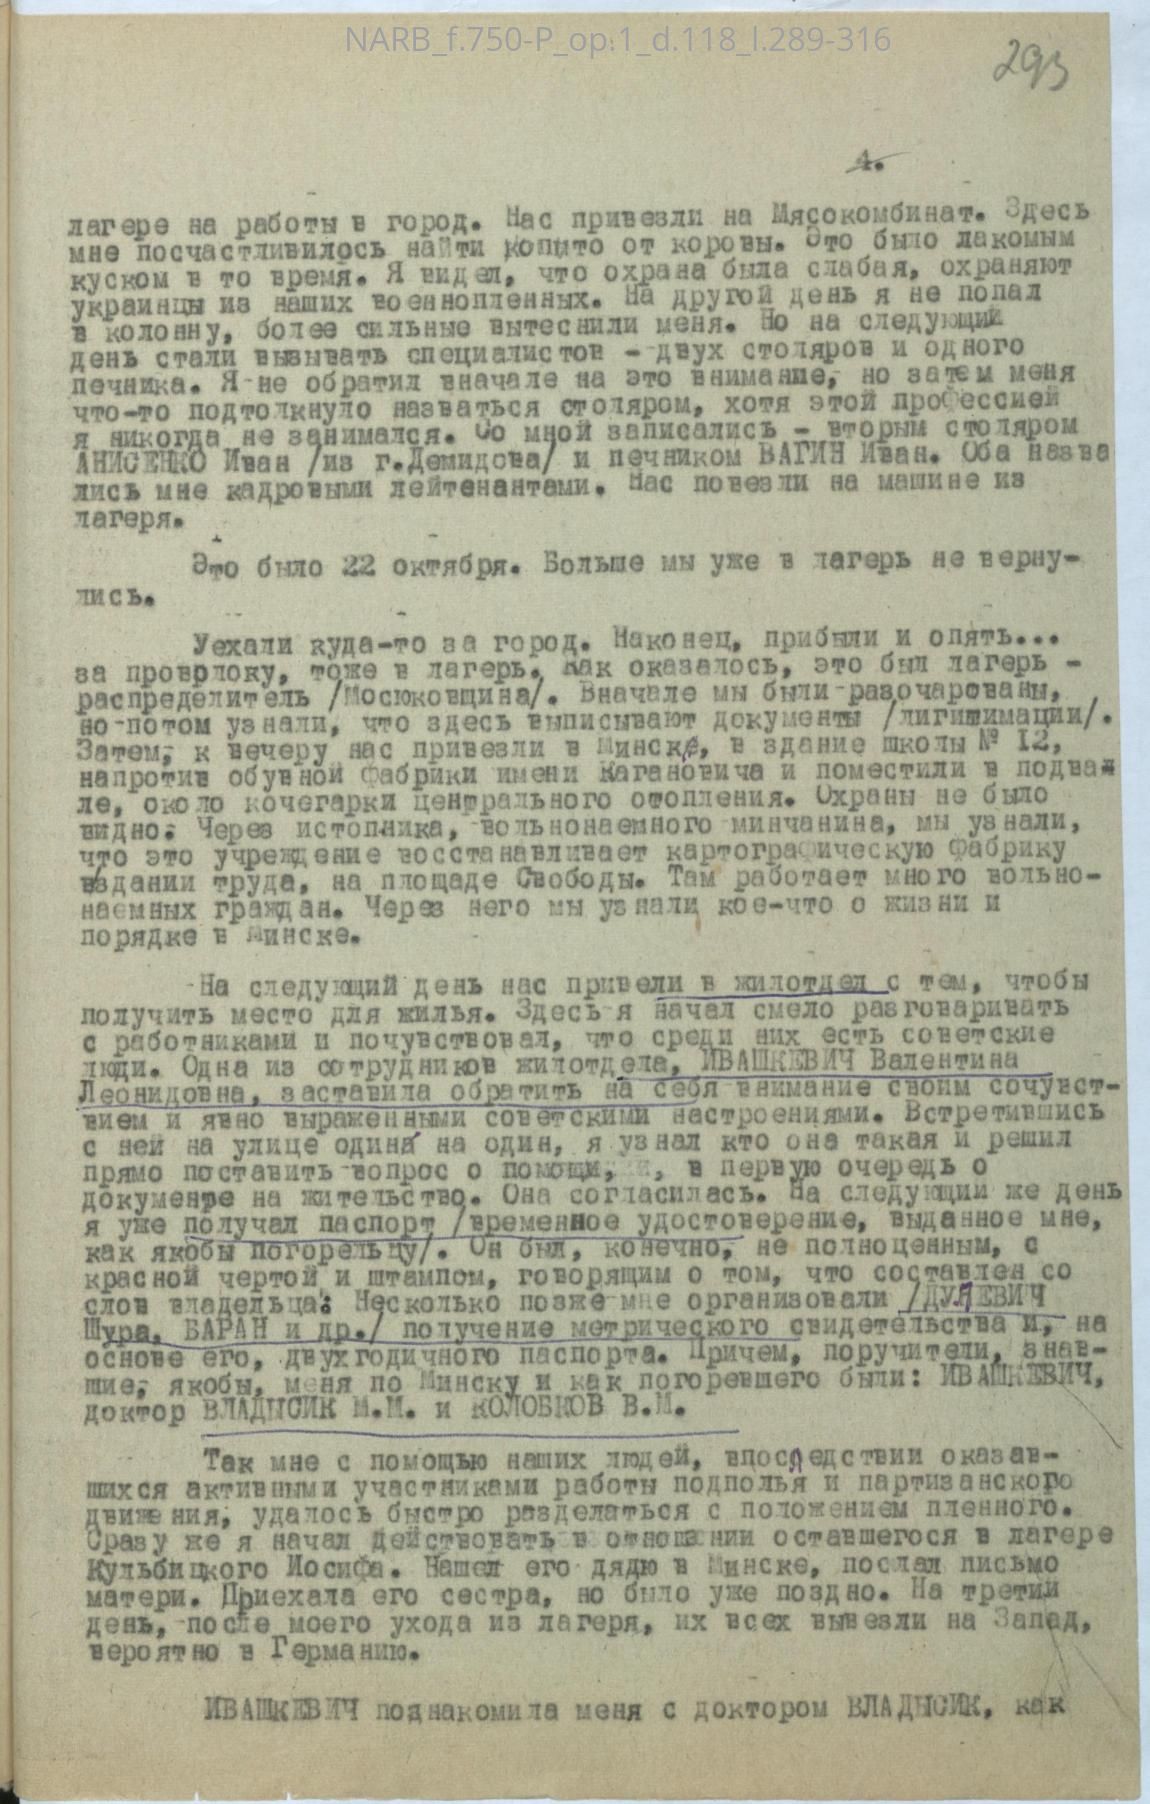 NARB_f.750-P_op.1_d.118_l.289-316
293
4.
лагере на работы в город. Нас привезли на Мясокомбинат. Здесь
мне посчастливилось найти копыто от коровы. Это было лакомым
куском в то время. Я видел, что охрана была слабая, охраняют
украинцы из наших военнопленных. На другой день я не попал
в колонну, более сильные вытеснили меня. Но на следующий
день стали вызывать специалистов - двух столяров и одного
печника. Я не обратил вначале на это внимание, но затем меня
что-то подтолкнуло назваться столяром, хотя этой профессией
я никогда не занимался. Со мной записались - вторым столяром
АНИСЕНКО Иван /из г.Демидова/ и печником ВАГИН Иван. Оба назва
лись мне кадровыми лейтенантами. Нас повезли на машине из
лагеря.
Это было 22 октября. Больше мы уже в лагерь не верну-
лись.
Уехали куда-то за город. Наконец, прибыли и опять...
за проврлоку, тоже в лагерь. Как оказалось, это был лагерь -
распределитель /Мосюковщина/. Вначале мы были разочарованы,
но потом узнали, что здесь выписывают документы /лигитимации/.
Затем, к вечеру нас привезли в Минск, в здание школы № 12,
напротив обувной фабрики имени Кагановича и поместили в подва-
ле, около кочегарки центрального отопления. Охраны не было
видно. Через истопника, вольнонаемного минчанина, мы узнали,
что это учреждение восстанавливает картографическую фабрику
в/здании труда, на площаде Свободы. Там работает много вольно-
наемных граждан. Через него мы узнали кое-что о жизни и
порядке в Минске.
На следующий день нас привели в жилотдел с тем, чтобы
получить место для жилья. Здесь я начал смело разговаривать
с работниками и почувствовал, что среди них есть советские
люди. Одна из сотрудников жилотдела, ИВАШКЕВИЧ Валентина
Леонидовна, заставила обратить на себя внимание своим сочувст-
вием и явно выраженными советскими настроениями. Встретившись
с ней на улице один на один, я узнал кто она такая и решил
прямо поставить вопрос о помощи, в первую очередь о
документе на жительство. Она согласилась. На следующий же день
я уже получал паспорт /временное удостоверение, выданное мне,
как якобы погорельцу/. Он был, конечно, не полноценным, с
красной чертой и штампом, говорящим о том, что составлен со
слов владельца. Несколько позже мне организовали /ДУЛЕВИЧ
Шура, БАРАН и др./ получение метрического свидетельства и, на
основе его, двухгодичного паспорта. Причем, поручители, знав-
шие, якобы, меня по Минску и как погоревшего были: ИВАШКЕВИЧ,
доктор ВЛАДЫСИК М.М. и КОЛОБКОВ В.М.
Так мне с помощью наших людей, впоследствии оказав-
шихся активными участниками работы подполья и партизанского
движения, удалось быстро разделаться с положением пленного.
Сразу же я начал действовать в отношении оставшегося в лагере
Кульбицкого Иосифа. Нашел его дядю в Минске, послал письмо
матери. Приехала его сестра, но было уже поздно. На третий
день, после моего ухода из лагеря, их всех вывезли на Запад,
вероятно в Германию.
ИВАШКЕВИЧ познакомила меня с доктором ВЛАДЫСИК, как